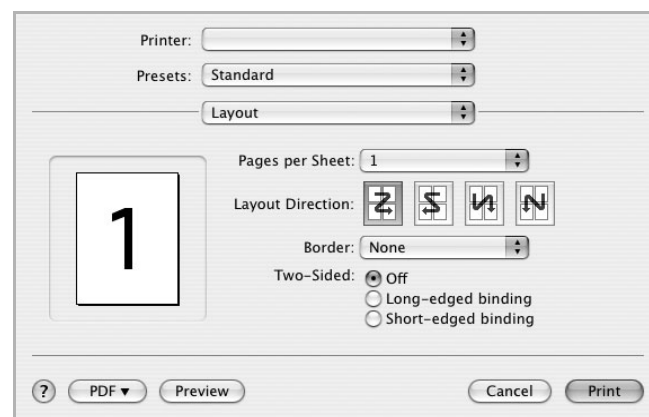 Printer:
Presets: Standard
Layout
Pages per Sheet: 1
Layout Direction:
1
Border: None
Two-Sided: Off
Long-edged binding
Short-edged binding
? PDF▼ Preview Cancel Print